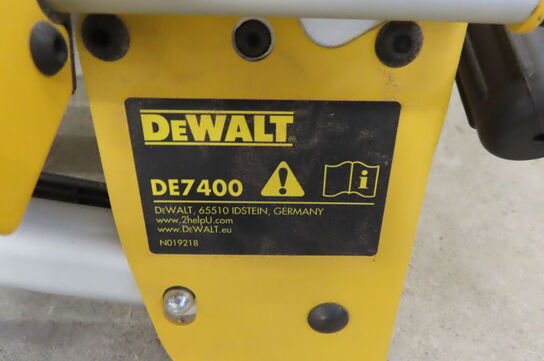 DEWALT®
DE7400
DEWALT, 65510 IDSTEIN, GERMANY
www.2helpU.com
www.DEWALT.eu
N019218